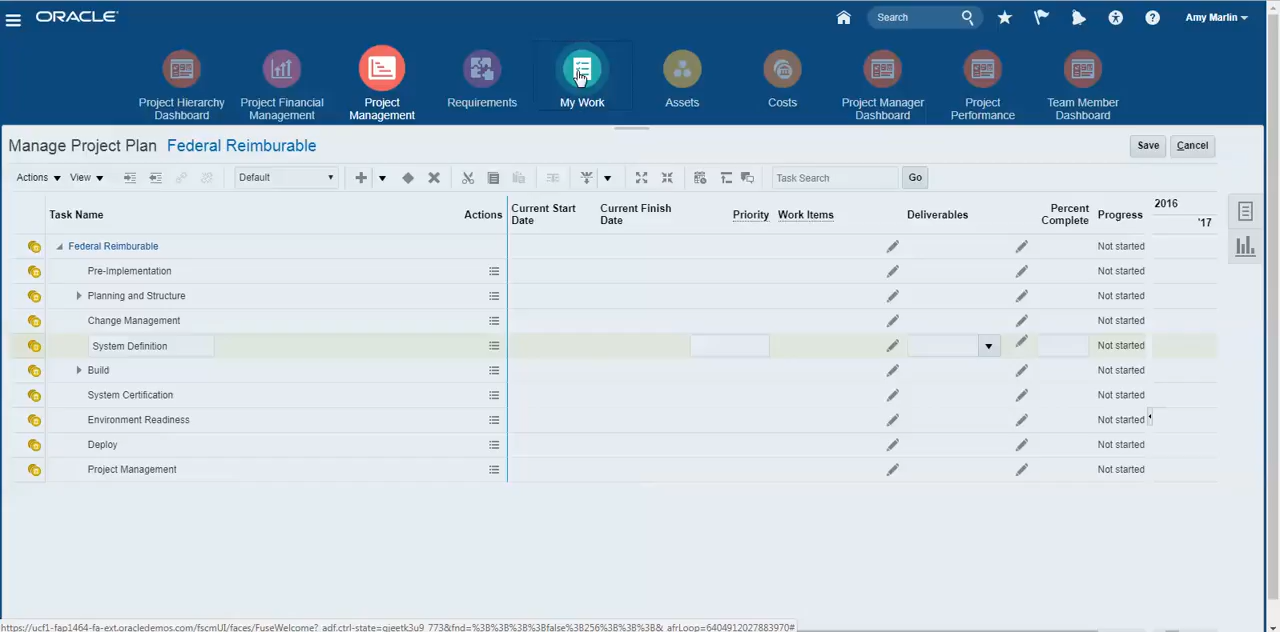 ORACLE
Search
Amy Marlin
Project Hierarchy Dashboard
Project Financial Management
Project Management
Requirements
My Work
Assets
Costs
Project Manager Dashboard
Project Performance
Team Member Dashboard
Manage Project Plan Federal Reimburable
Save
Cancel
Actions View Default Task Search Go
Task Name Actions Current Start Date Current Finish Date Priority Work Items Deliverables Percent Complete Progress 2016
'17
Federal Reimburable Not started
Pre-Implementation Not started
Planning and Structure Not started
Change Management Not started
System Definition Not started
Build Not started
System Certification Not started
Environment Readiness Not started
Deploy Not started
Project Management Not started